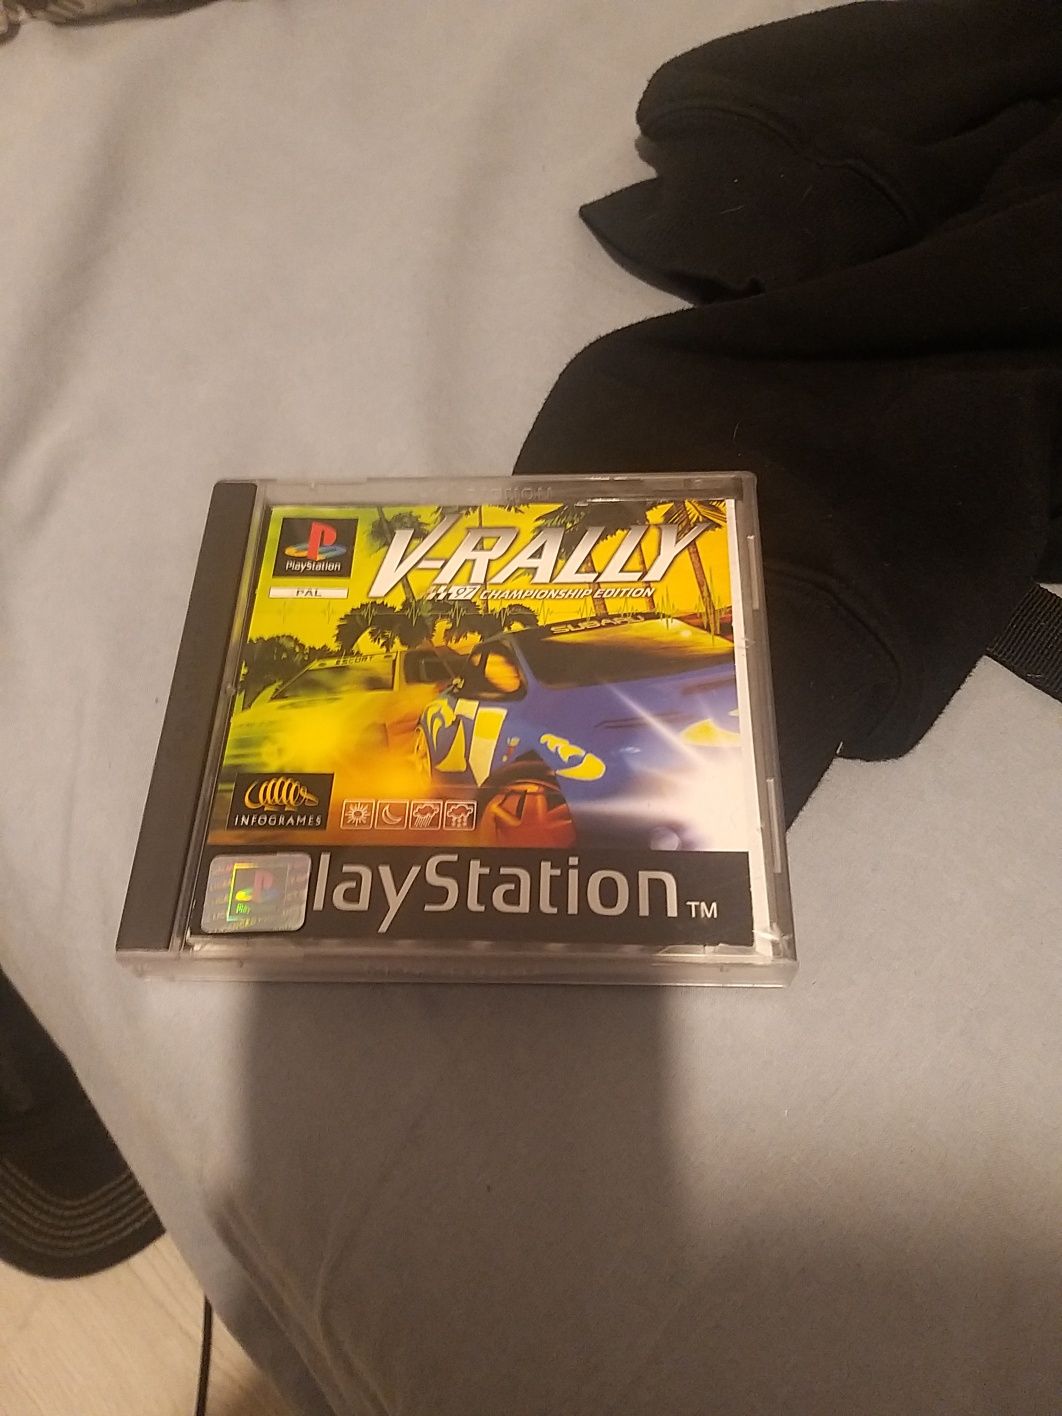 PlayStation
PAL
V-RALLY
97 CHAMPIONSHIP EDITION
SUBARU
ESCORT
INFOGRAMES
PlayStation™